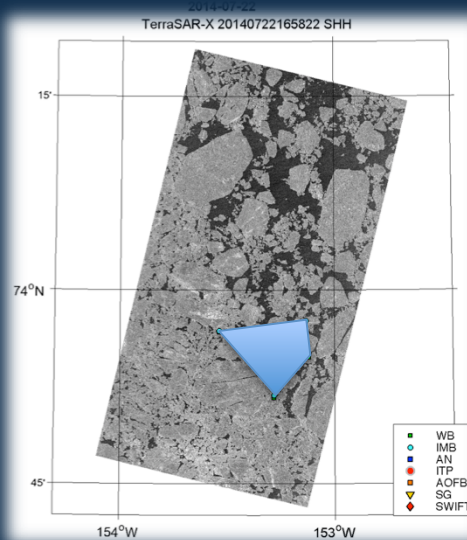 2014-07-22
TerraSAR-X 20140722165822 SHH
15'
74°N
45'
154°W
153°W
WB
IMB
AN
ITP
AOFB
SG
SWIFT